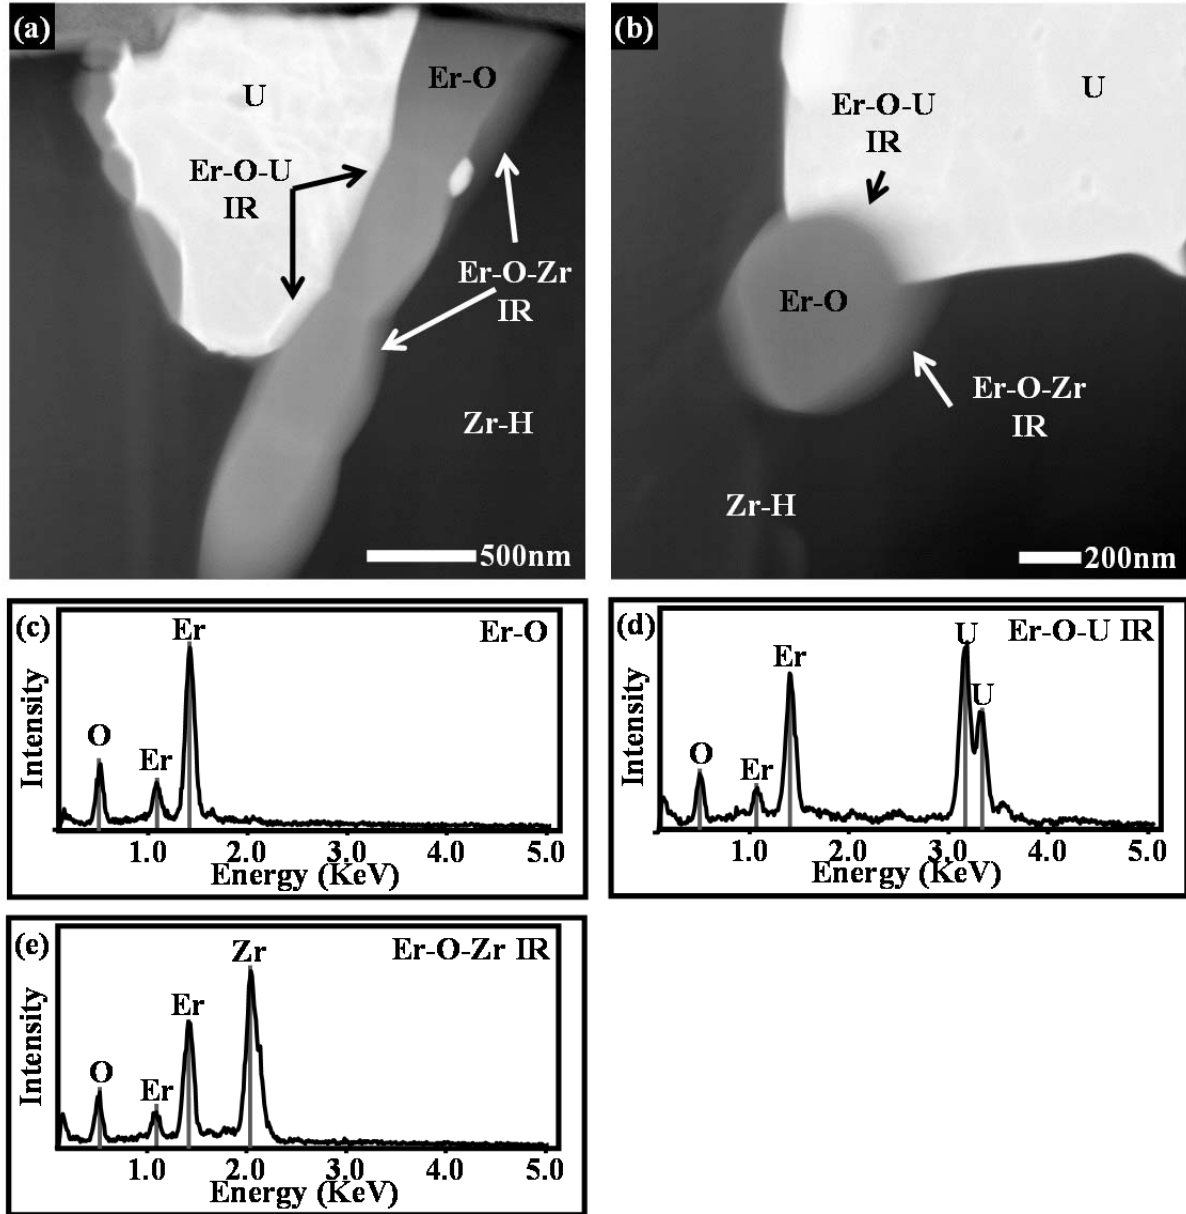 (a)
U
Er-O
Er-O-U
IR
Er-O-Zr
IR
Zr-H
500nm
(b)
U
Er-O-U
IR
Er-O
Er-O-Zr
IR
Zr-H
200nm
(c)
Er-O
Er
O
Er
Intensity
1.0 2.0 3.0 4.0 5.0
Energy (KeV)
(d)
Er-O-U IR
U
Er
U
O
Er
Intensity
1.0 2.0 3.0 4.0 5.0
Energy (KeV)
(e)
Er-O-Zr IR
Zr
Er
O
Er
Intensity
1.0 2.0 3.0 4.0 5.0
Energy (KeV)